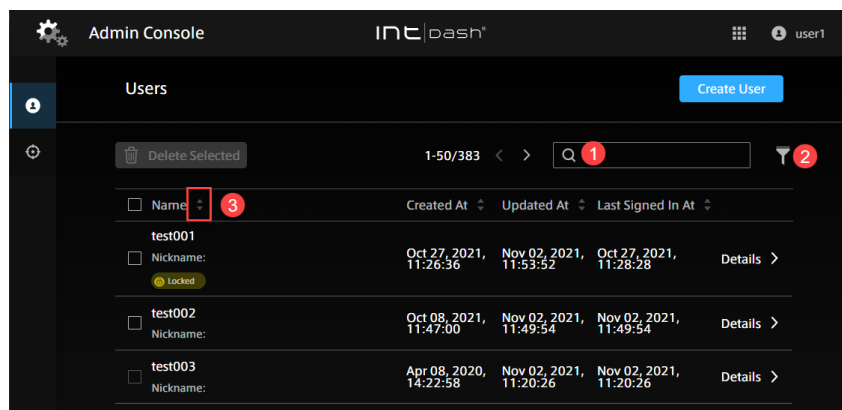 Admin Console
intdash®
user1
Users
Create User
Delete Selected
1-50/383
1
2
Name
3
Created At
Updated At
Last Signed In At
test001
Nickname:
Locked
Oct 27, 2021,
11:26:36
Nov 02, 2021,
11:53:52
Oct 27, 2021,
11:28:28
Details
test002
Nickname:
Oct 08, 2021,
11:47:00
Nov 02, 2021,
11:49:54
Nov 02, 2021,
11:49:54
Details
test003
Nickname:
Apr 08, 2020,
14:22:58
Nov 02, 2021,
11:20:26
Nov 02, 2021,
11:20:26
Details